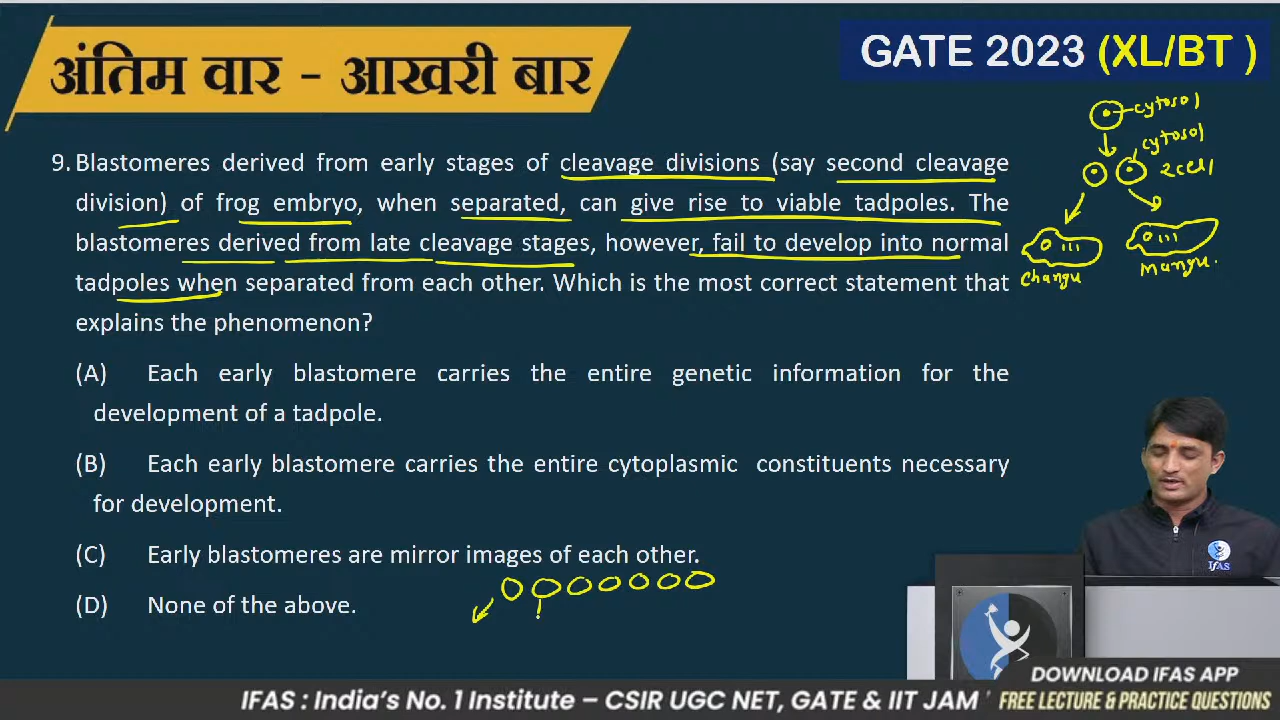 अंतिम वार - आखरी बार
GATE 2023 (XL/BT )
9. Blastomeres derived from early stages of cleavage divisions (say second cleavage
division) of frog embryo, when separated, can give rise to viable tadpoles. The
blastomeres derived from late cleavage stages, however, fail to develop into normal
tadpoles when separated from each other. Which is the most correct statement that
explains the phenomenon?
(A) Each early blastomere carries the entire genetic information for the
development of a tadpole.
(B) Each early blastomere carries the entire cytoplasmic constituents necessary
for development.
(C) Early blastomeres are mirror images of each other.
(D) None of the above.
cytosol
cytosol
2cell
Changu
Mangu.
IFAS
DOWNLOAD IFAS APP
IFAS : India's No. 1 Institute – CSIR UGC NET, GATE & IIT JAM
FREE LECTURE & PRACTICE QUESTIONS